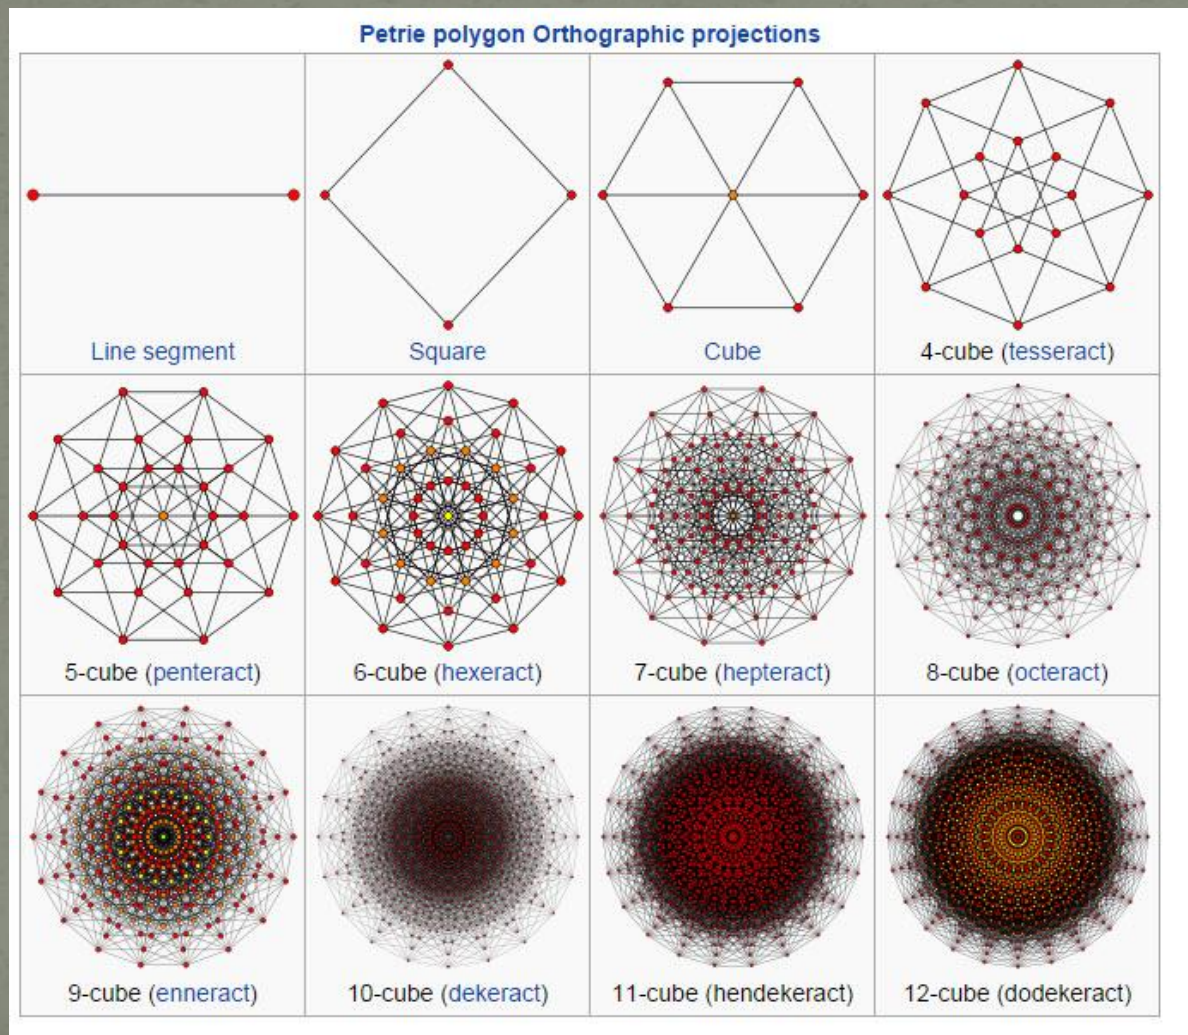 Petrie polygon Orthographic projections
Line segment
Square
Cube
4-cube (tesseract)
5-cube (penteract)
6-cube (hexeract)
7-cube (hepteract)
8-cube (octeract)
9-cube (enneract)
10-cube (dekeract)
11-cube (hendekeract)
12-cube (dodekeract)